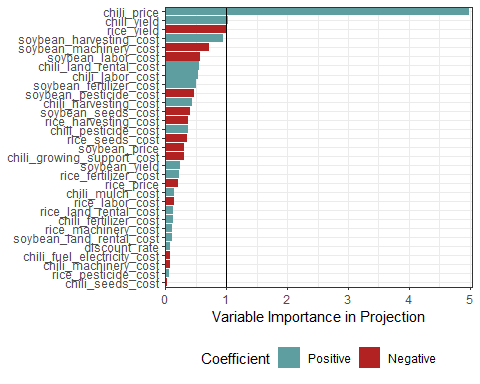 chili_price
chili_yield
rice_yield
soybean_harvesting_cost
soybean_machinery_cost
soybean_labor_cost
chili_land_rental_cost
chili_labor_cost
soybean_fertilizer_cost
soybean_pesticide_cost
chili_harvesting_cost
soybean_seeds_cost
rice_harvesting_cost
chili_pesticide_cost
rice_seeds_cost
soybean_price
chili_growing_support_cost
soybean_yield
rice_fertilizer_cost
rice_price
chili_mulch_cost
rice_labor_cost
rice_land_rental_cost
chili_fertilizer_cost
rice_machinery_cost
soybean_land_rental_cost
discount_rate
chili_fuel_electricity_cost
chili_machinery_cost
rice_pesticide_cost
chili_seeds_cost
0 1 2 3 4 5
Variable Importance in Projection
Coefficient Positive Negative